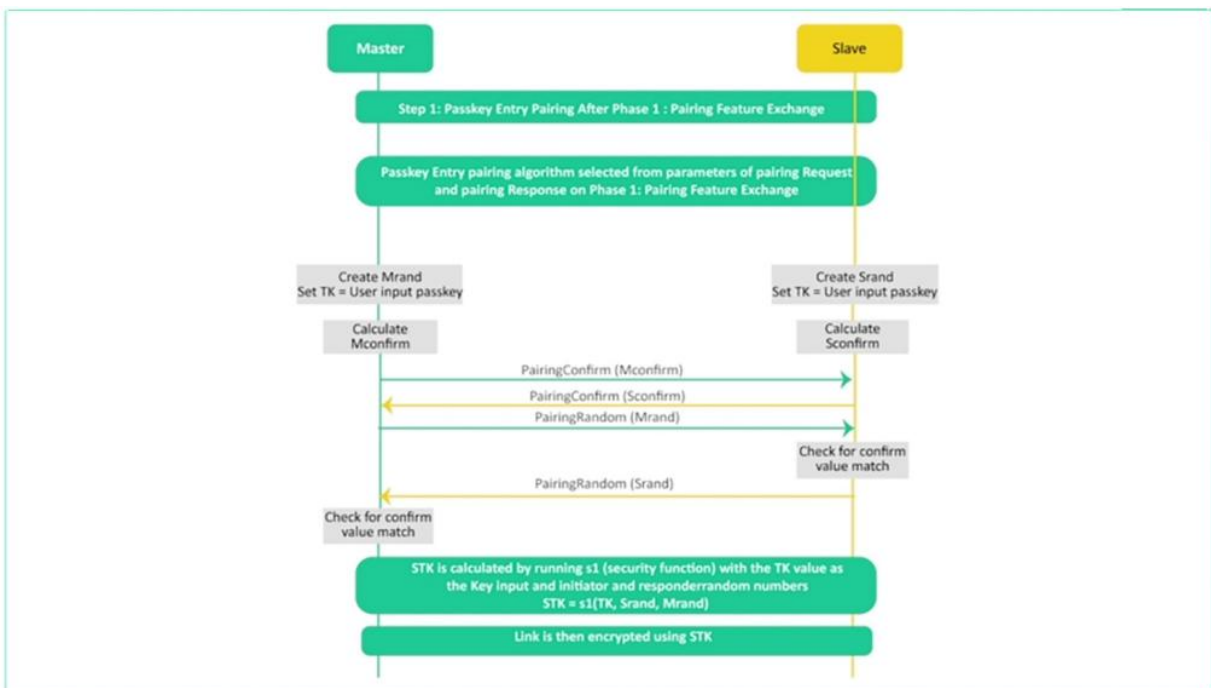 Master
Slave
Step 1: Passkey Entry Pairing After Phase 1 : Pairing Feature Exchange
Passkey Entry pairing algorithm selected from parameters of pairing Request
and pairing Response on Phase 1: Pairing Feature Exchange
Create Mrand
Set TK = User input passkey
Create Srand
Set TK = User input passkey
Calculate
Mconfirm
Calculate
Sconfirm
PairingConfirm (Mconfirm)
PairingConfirm (Sconfirm)
PairingRandom (Mrand)
Check for confirm
value match
PairingRandom (Srand)
Check for confirm
value match
STK is calculated by running s1 (security function) with the TK value as
the Key input and initiator and responderrandom numbers
STK = s1(TK, Srand, Mrand)
Link is then encrypted using STK